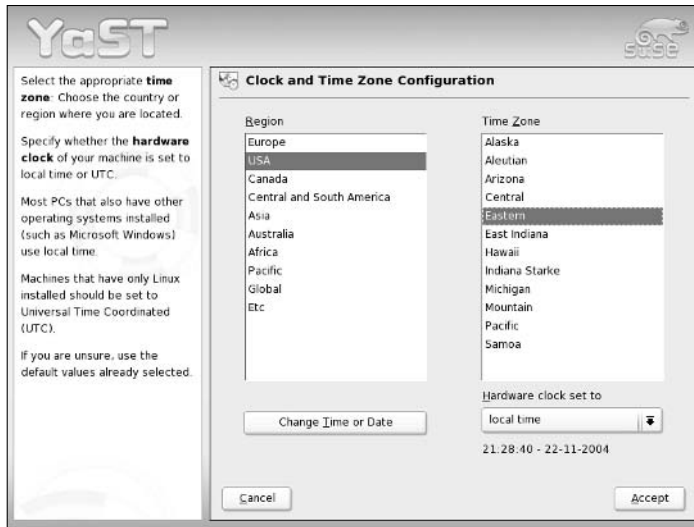 YaST
SUSE
Select the appropriate time
zone: Choose the country or
region where you are located.
Specify whether the hardware
clock of your machine is set to
local time or UTC.
Most PCs that also have other
operating systems installed
(such as Microsoft Windows)
use local time.
Machines that have only Linux
installed should be set to
Universal Time Coordinated
(UTC).
If you are unsure, use the
default values already selected.
Clock and Time Zone Configuration
Region
Europe
USA
Canada
Central and South America
Asia
Australia
Africa
Pacific
Global
Etc
Change Time or Date
Time Zone
Alaska
Aleutian
Arizona
Central
Eastern
East Indiana
Hawaii
Indiana Starke
Michigan
Mountain
Pacific
Samoa
Hardware clock set to
local time
21:28:40 - 22-11-2004
Cancel
Accept